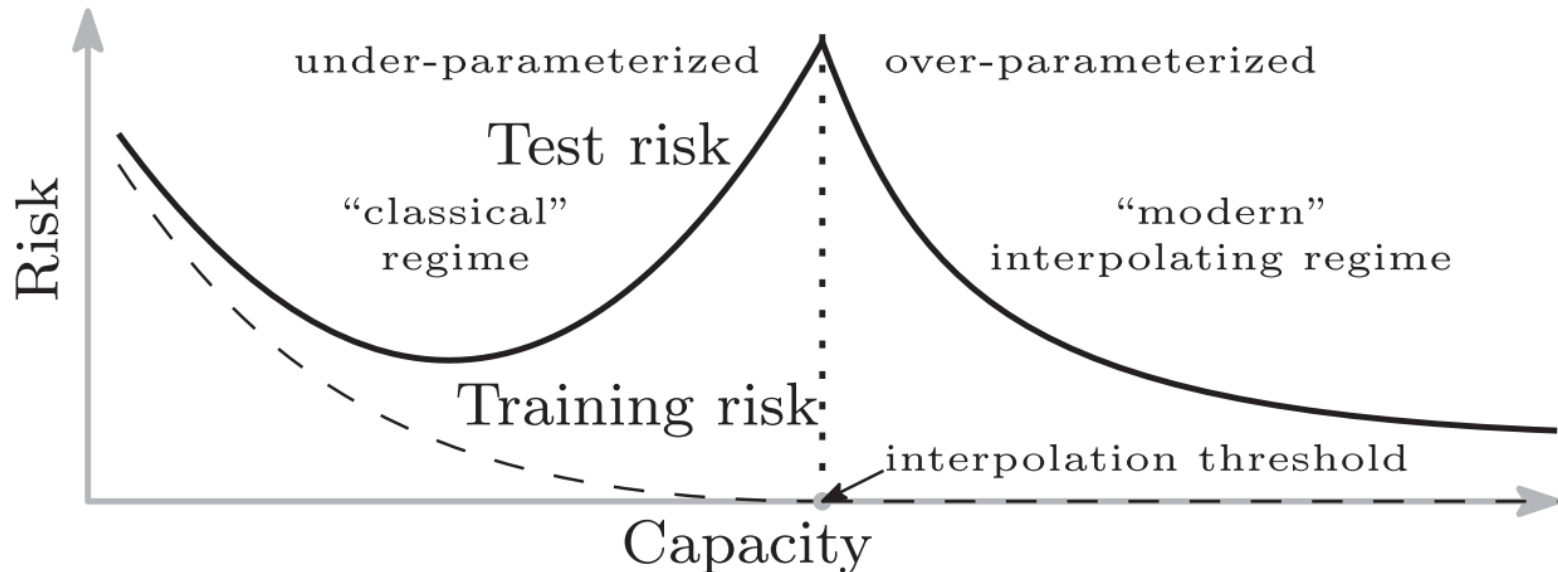 under-parameterized
over-parameterized
Test risk
“classical”
regime
“modern”
interpolating regime
Risk
Training risk
interpolation threshold
Capacity